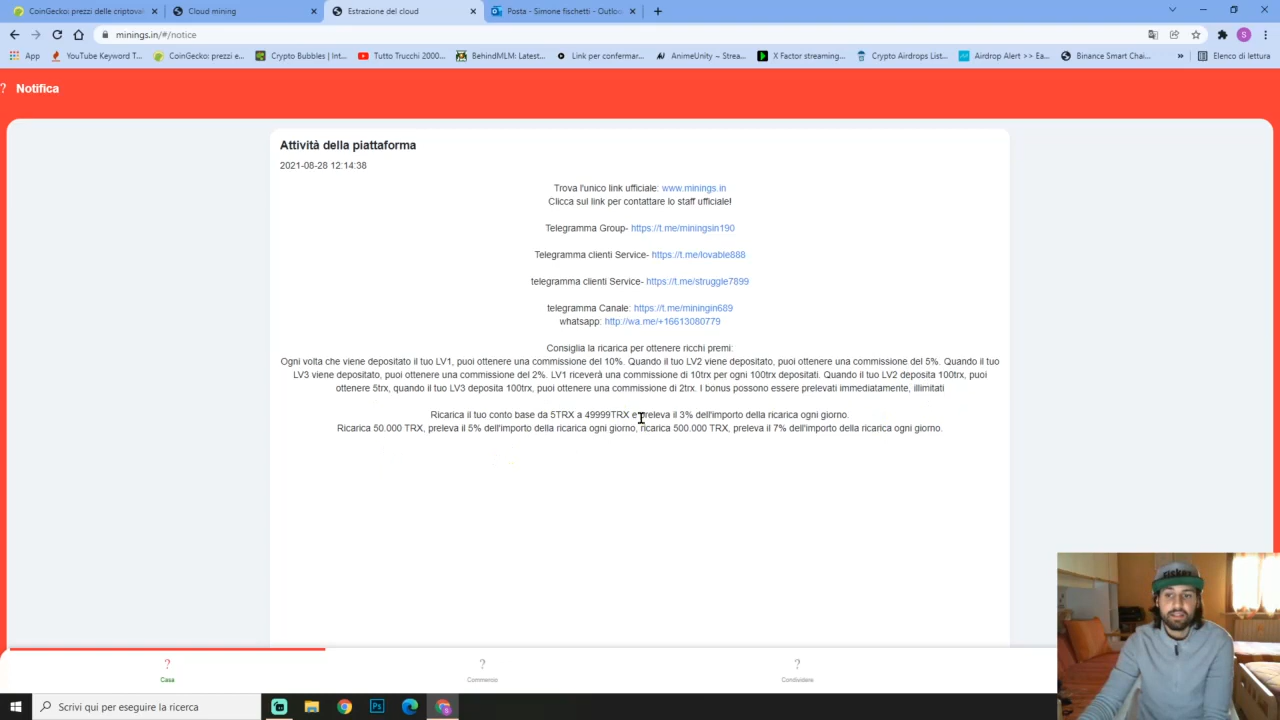 CoinGecko: prezzi delle criptoval
Cloud mining
Estrazione del cloud
Posta - Simone fischetti - Outloo
minings.in/#/notice
App
YouTube Keyword T...
CoinGecko: prezzi e...
Crypto Bubbles | Int...
Tutto Trucchi 2000...
BehindMLM: Latest...
Link per confermar...
AnimeUnity ~ Strea...
X Factor streaming...
Crypto Airdrops List...
Airdrop Alert >> Ea...
Binance Smart Chai...
Elenco di lettura
? Notifica
Attività della piattaforma
2021-08-28 12:14:38
Trova l'unico link ufficiale: www.minings.in
Clicca sul link per contattare lo staff ufficiale!
Telegramma Group- https://t.me/miningsin190
Telegramma clienti Service- https://t.me/lovable888
telegramma clienti Service- https://t.me/struggle7899
telegramma Canale: https://t.me/miningin689
whatsapp: http://wa.me/+16613080779
Consiglia la ricarica per ottenere ricchi premi:
Ogni volta che viene depositato il tuo LV1, puoi ottenere una commissione del 10%. Quando il tuo LV2 viene depositato, puoi ottenere una commissione del 5%. Quando il tuo
LV3 viene depositato, puoi ottenere una commissione del 2%. LV1 riceverà una commissione di 10trx per ogni 100trx depositati. Quando il tuo LV2 deposita 100trx, puoi
ottenere 5trx, quando il tuo LV3 deposita 100trx, puoi ottenere una commissione di 2trx. I bonus possono essere prelevati immediatamente, illimitati
Ricarica il tuo conto base da 5TRX a 49999TRX e preleva il 3% dell'importo della ricarica ogni giorno.
Ricarica 50.000 TRX, preleva il 5% dell'importo della ricarica ogni giorno, ricarica 500.000 TRX, preleva il 7% dell'importo della ricarica ogni giorno.
? ? ?
Casa Commercio Condividere
Scrivi qui per eseguire la ricerca